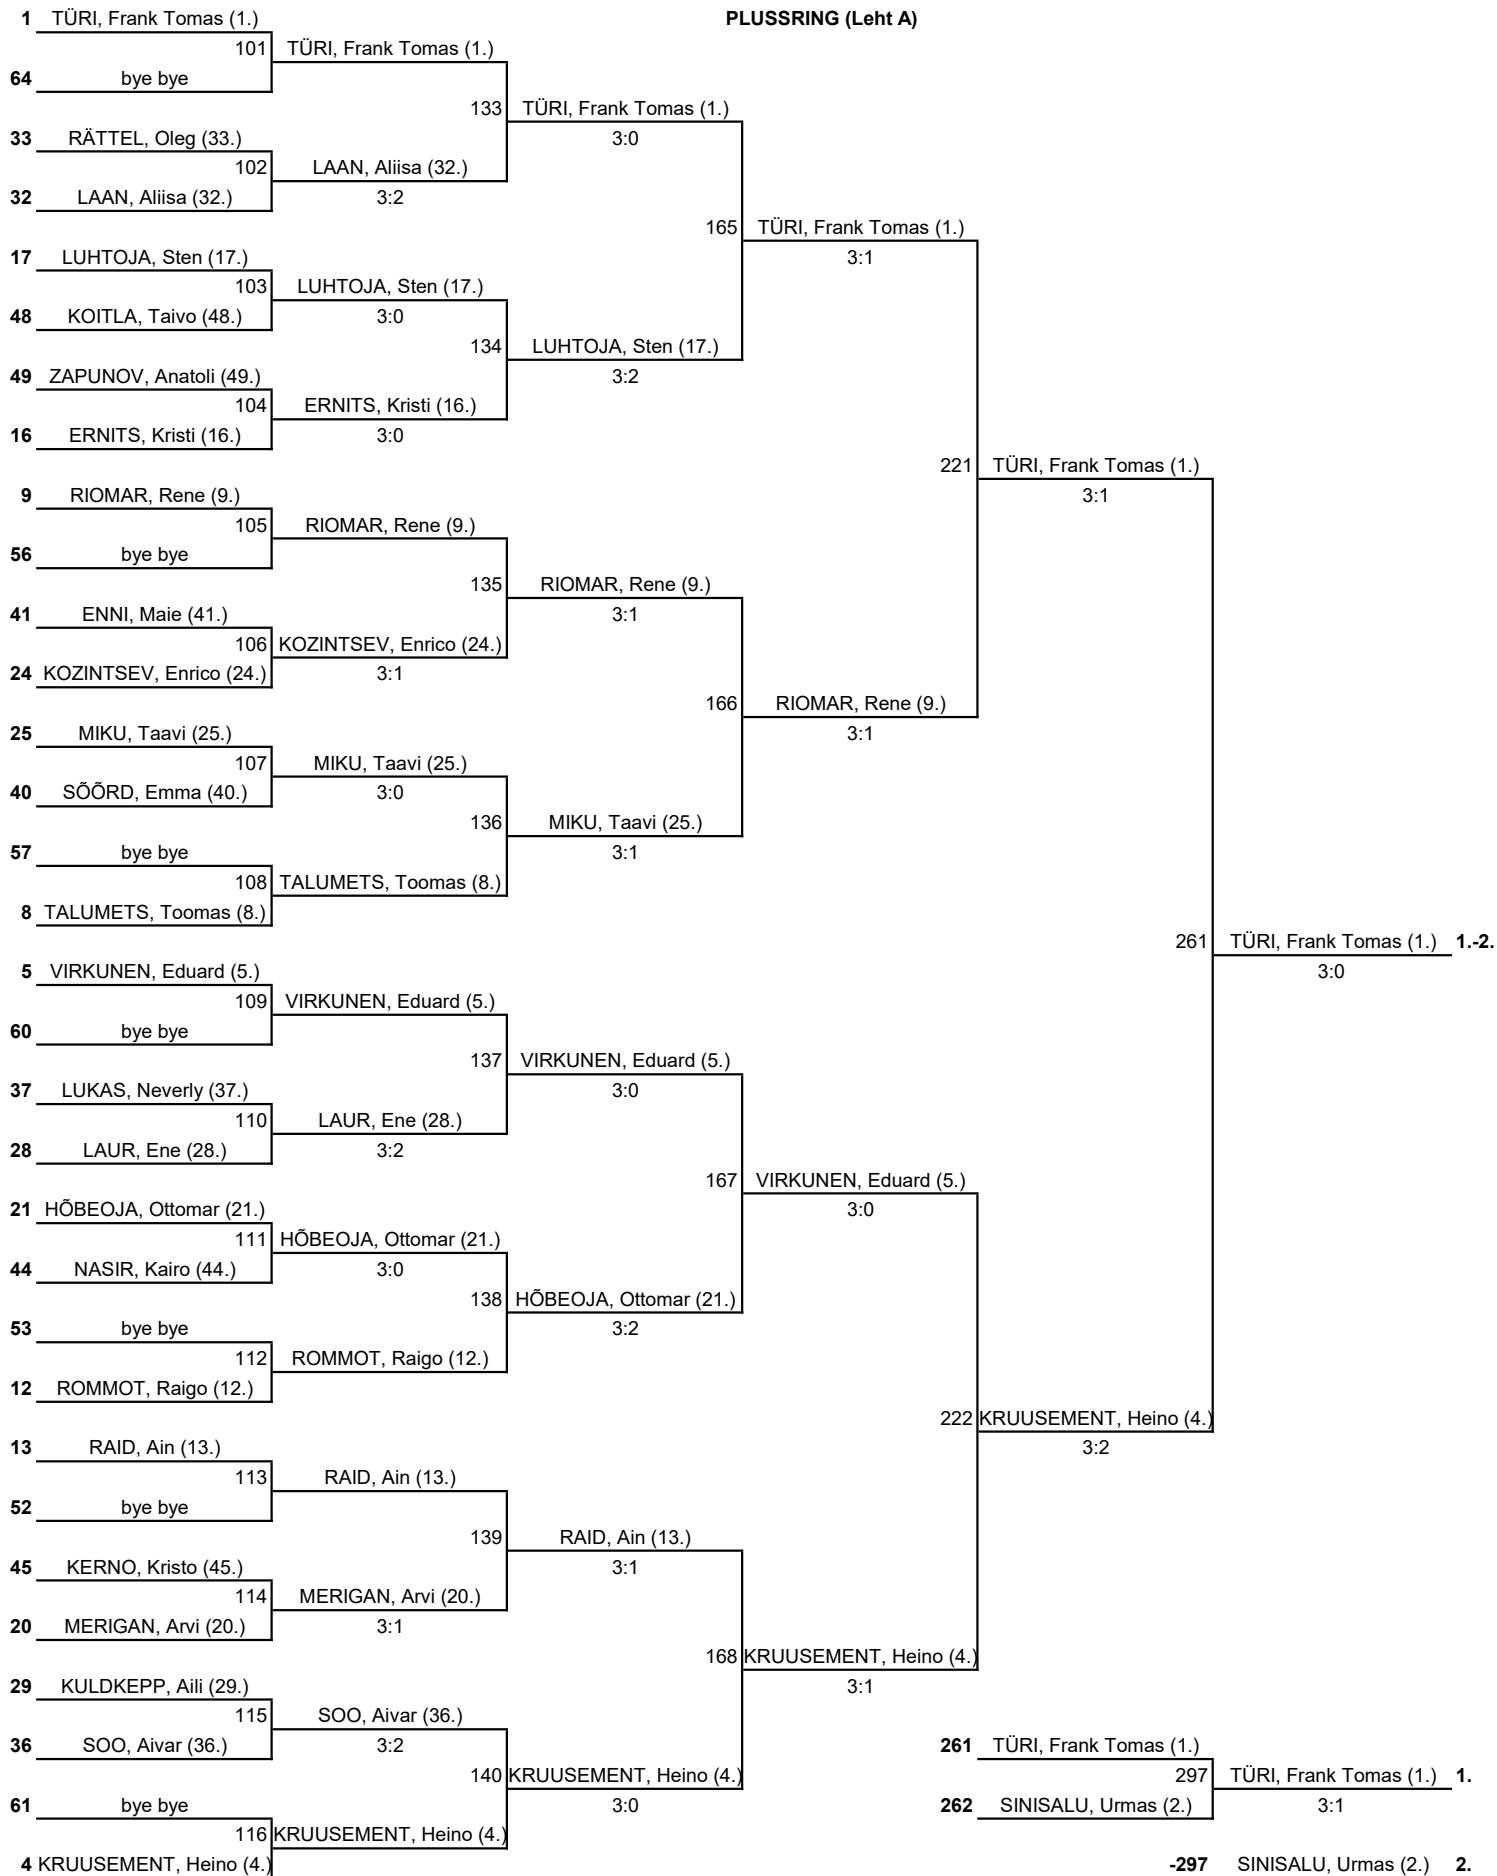 PLUSSRING (Leht A)
1 TÜRI, Frank Tomas (1.)
101 TÜRI, Frank Tomas (1.)
64 bye bye
133 TÜRI, Frank Tomas (1.)
33 RÄTTEL, Oleg (33.) 3:0
102 LAAN, Aliisa (32.)
32 LAAN, Aliisa (32.) 3:2
165 TÜRI, Frank Tomas (1.)
17 LUHTOJA, Sten (17.) 3:1
103 LUHTOJA, Sten (17.)
48 KOITLA, Taivo (48.) 3:0
134 LUHTOJA, Sten (17.)
49 ZAPUNOV, Anatoli (49.) 3:2
104 ERNITS, Kristi (16.)
16 ERNITS, Kristi (16.) 3:0
221 TÜRI, Frank Tomas (1.)
9 RIOMAR, Rene (9.) 3:1
105 RIOMAR, Rene (9.)
56 bye bye
135 RIOMAR, Rene (9.)
41 ENNI, Maie (41.) 3:1
106 KOZINTSEV, Enrico (24.)
24 KOZINTSEV, Enrico (24.) 3:1
166 RIOMAR, Rene (9.)
25 MIKU, Taavi (25.) 3:1
107 MIKU, Taavi (25.)
40 SÕÕRD, Emma (40.) 3:0
136 MIKU, Taavi (25.)
57 bye bye 3:1
108 TALUMETS, Toomas (8.)
8 TALUMETS, Toomas (8.)
261 TÜRI, Frank Tomas (1.) 1.-2.
5 VIRKUNEN, Eduard (5.) 3:0
109 VIRKUNEN, Eduard (5.)
60 bye bye
137 VIRKUNEN, Eduard (5.)
37 LUKAS, Neverly (37.) 3:0
110 LAUR, Ene (28.)
28 LAUR, Ene (28.) 3:2
167 VIRKUNEN, Eduard (5.)
21 HÕBEOJA, Ottomar (21.) 3:0
111 HÕBEOJA, Ottomar (21.)
44 NASIR, Kairo (44.) 3:0
138 HÕBEOJA, Ottomar (21.)
53 bye bye 3:2
112 ROMMOT, Raigo (12.)
12 ROMMOT, Raigo (12.)
222 KRUUSEMENT, Heino (4.)
13 RAID, Ain (13.) 3:2
113 RAID, Ain (13.)
52 bye bye
139 RAID, Ain (13.)
45 KERNO, Kristo (45.) 3:1
114 MERIGAN, Arvi (20.)
20 MERIGAN, Arvi (20.) 3:1
168 KRUUSEMENT, Heino (4.)
29 KULDKEPP, Aili (29.) 3:1
115 SOO, Aivar (36.)
36 SOO, Aivar (36.) 3:2 261 TÜRI, Frank Tomas (1.)
140 KRUUSEMENT, Heino (4.) 297 TÜRI, Frank Tomas (1.) 1.
61 bye bye 3:0 262 SINISALU, Urmas (2.) 3:1
116 KRUUSEMENT, Heino (4.)
4 KRUUSEMENT, Heino (4.) -297 SINISALU, Urmas (2.) 2.